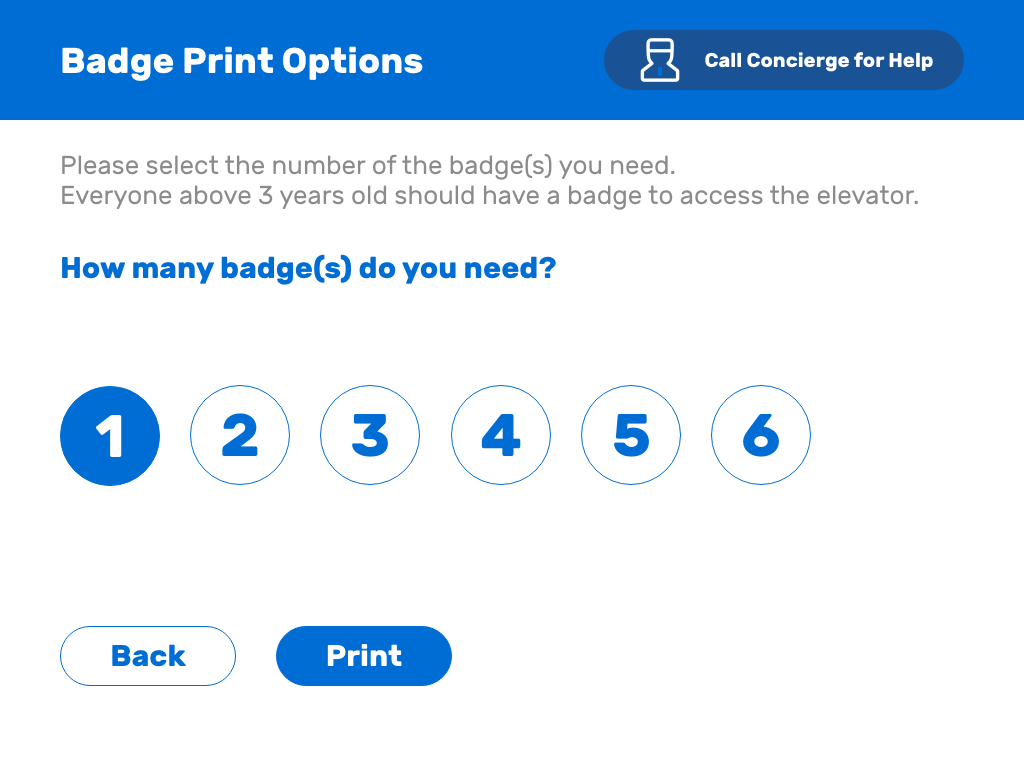 Badge Print Options
Call Concierge for Help
Please select the number of the badge(s) you need.
Everyone above 3 years old should have a badge to access the elevator.
How many badge(s) do you need?
1 2 3 4 5 6
Back Print